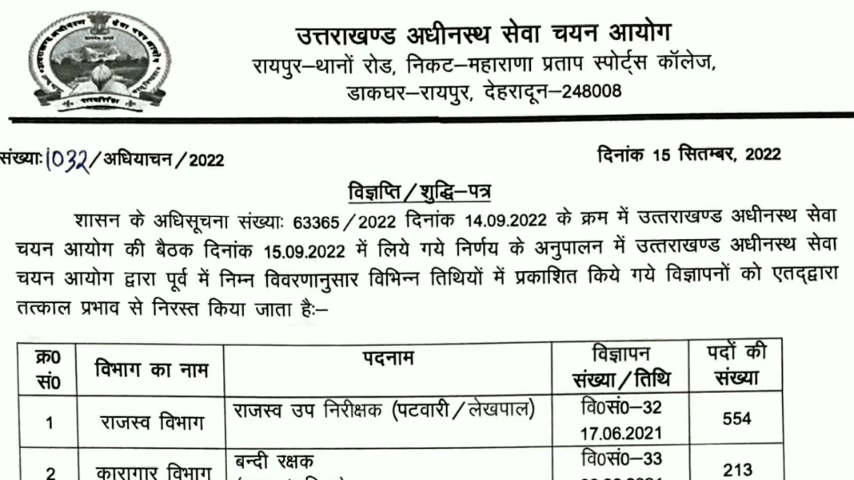 उत्तराखण्ड अधीनस्थ सेवा चयन आयोग
रायपुर–थानों रोड, निकट–महाराणा प्रताप स्पोर्ट्स कॉलेज,
डाकघर–रायपुर, देहरादून–248008
संख्याः 1032/अधियाचन/2022
दिनांक 15 सितम्बर, 2022
विज्ञप्ति/शुद्धि–पत्र
शासन के अधिसूचना संख्याः 63365/2022 दिनांक 14.09.2022 के क्रम में उत्तराखण्ड अधीनस्थ सेवा
चयन आयोग की बैठक दिनांक 15.09.2022 में लिये गये निर्णय के अनुपालन में उत्तराखण्ड अधीनस्थ सेवा
चयन आयोग द्वारा पूर्व में निम्न विवरणानुसार विभिन्न तिथियों में प्रकाशित किये गये विज्ञापनों को एतद्द्वारा
तत्काल प्रभाव से निरस्त किया जाता हैः–
क्र0 सं0 विभाग का नाम पदनाम विज्ञापन संख्या/तिथि पदों की संख्या
1 राजस्व विभाग राजस्व उप निरीक्षक (पटवारी/लेखपाल) वि0सं0–32 17.06.2021 554
2 कारागार विभाग बन्दी रक्षक वि0सं0–33 213